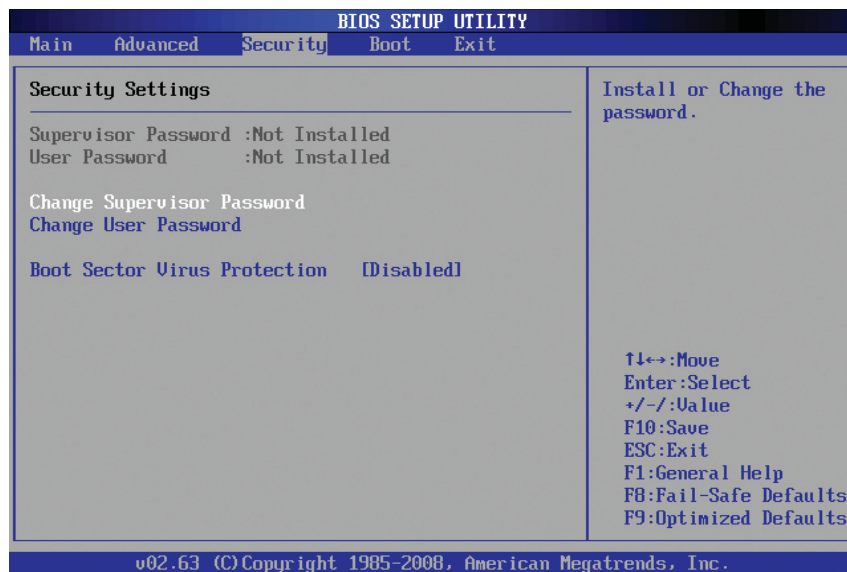 BIOS SETUP UTILITY
Main Advanced Security Boot Exit
Security Settings
Supervisor Password :Not Installed
User Password :Not Installed
Change Supervisor Password
Change User Password
Boot Sector Virus Protection [Disabled]
Install or Change the
password.
↑↓←→:Move
Enter:Select
+/-/:Value
F10:Save
ESC:Exit
F1:General Help
F8:Fail-Safe Defaults
F9:Optimized Defaults
v02.63 (C)Copyright 1985-2008, American Megatrends, Inc.